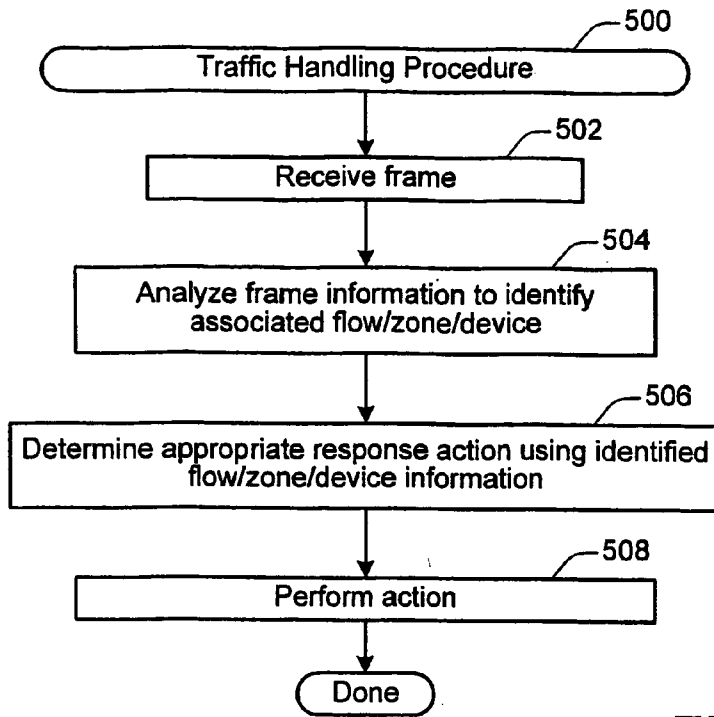 500
Traffic Handling Procedure
502
Receive frame
504
Analyze frame information to identify
associated flow/zone/device
506
Determine appropriate response action using identified
flow/zone/device information
508
Perform action
Done